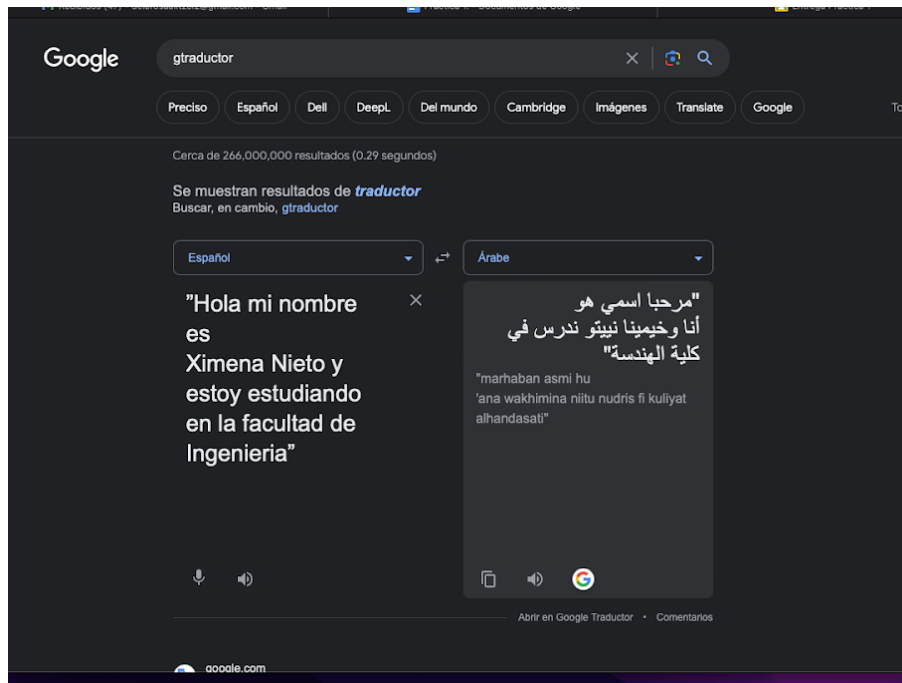 Google
gtraductor
Preciso Español Dell DeepL Del mundo Cambridge Imágenes Translate Google
Cerca de 266,000,000 resultados (0.29 segundos)
Se muestran resultados de traductor
Buscar, en cambio, gtraductor
Español
Árabe
"Hola mi nombre
es
Ximena Nieto y
estoy estudiando
en la facultad de
Ingenieria"
"مرحبا اسمي هو
أنا وخيمينا نييتو ندرس في
كلية الهندسة"
"marhaban asmi hu
'ana wakhimina niitu nudris fi kuliyat
alhandasati"
Abrir en Google Traductor • Comentarios
google.com